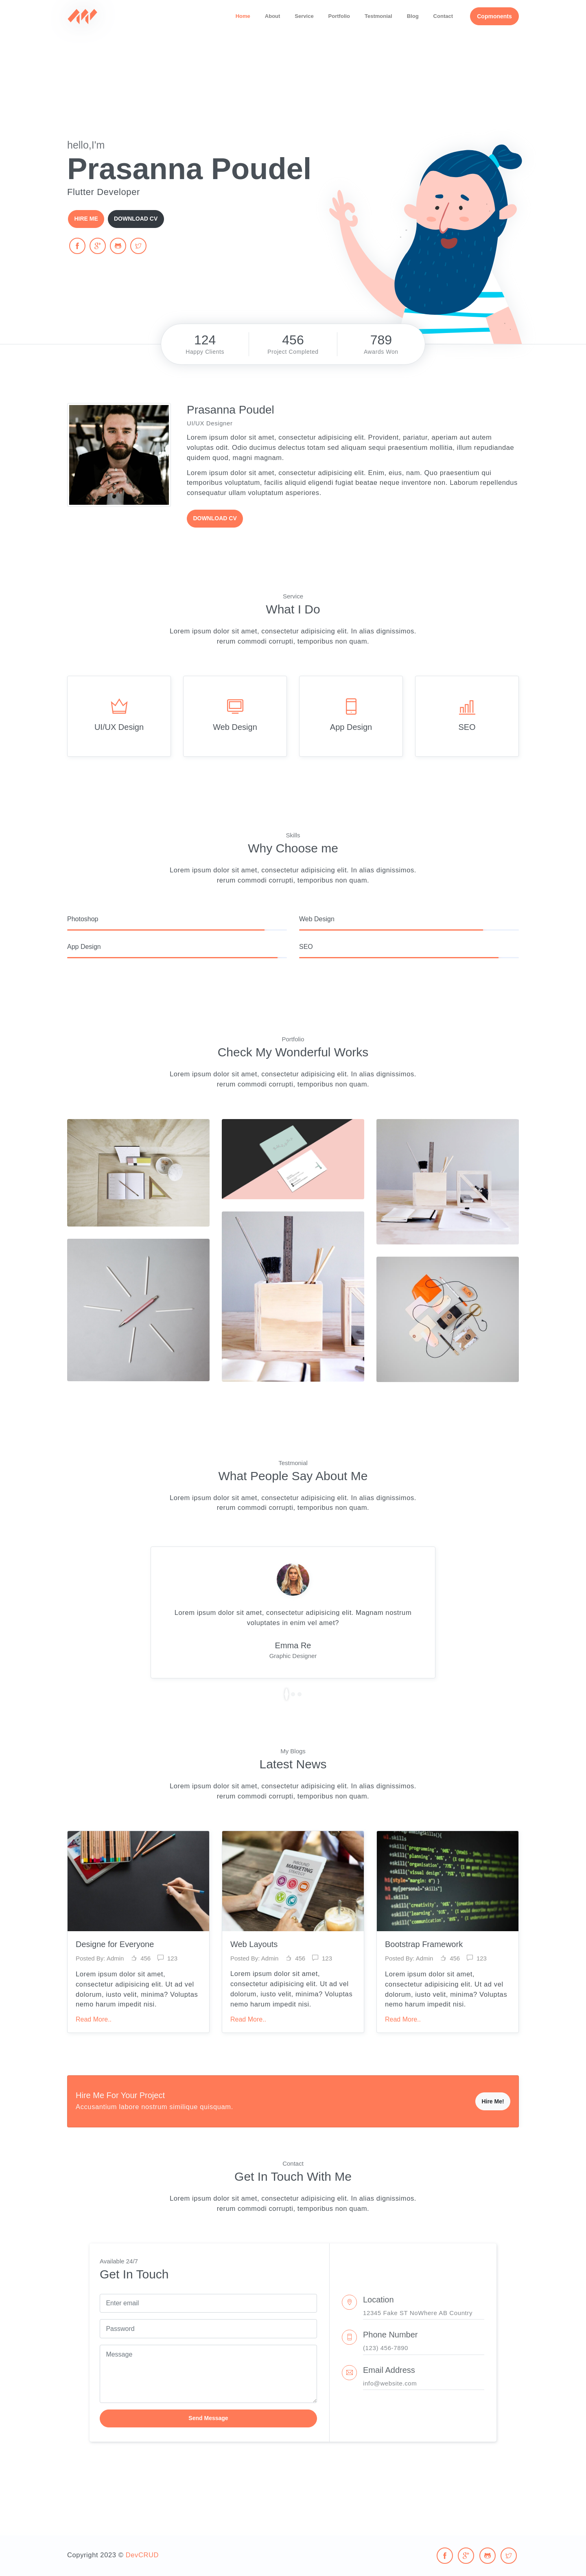 Home About Service Portfolio Testmonial Blog Contact Copmonents
hello,I'm
Prasanna Poudel
Flutter Developer
HIRE ME DOWNLOAD CV
124 456 789
Happy Clients Project Completed Awards Won
Prasanna Poudel
UI/UX Designer
Lorem ipsum dolor sit amet, consectetur adipisicing elit. Provident, pariatur, aperiam aut autem
voluptas odit. Odio ducimus delectus totam sed aliquam sequi praesentium mollitia, illum repudiandae
quidem quod, magni magnam.
Lorem ipsum dolor sit amet, consectetur adipisicing elit. Enim, eius, nam. Quo praesentium qui
temporibus voluptatum, facilis aliquid eligendi fugiat beatae neque inventore non. Laborum repellendus
consequatur ullam voluptatum asperiores.
DOWNLOAD CV
Service
What I Do
Lorem ipsum dolor sit amet, consectetur adipisicing elit. In alias dignissimos.
rerum commodi corrupti, temporibus non quam.
UI/UX Design Web Design App Design SEO
Skills
Why Choose me
Lorem ipsum dolor sit amet, consectetur adipisicing elit. In alias dignissimos.
rerum commodi corrupti, temporibus non quam.
Photoshop Web Design
App Design SEO
Portfolio
Check My Wonderful Works
Lorem ipsum dolor sit amet, consectetur adipisicing elit. In alias dignissimos.
rerum commodi corrupti, temporibus non quam.
Testmonial
What People Say About Me
Lorem ipsum dolor sit amet, consectetur adipisicing elit. In alias dignissimos.
rerum commodi corrupti, temporibus non quam.
Lorem ipsum dolor sit amet, consectetur adipisicing elit. Magnam nostrum
voluptates in enim vel amet?
Emma Re
Graphic Designer
My Blogs
Latest News
Lorem ipsum dolor sit amet, consectetur adipisicing elit. In alias dignissimos.
rerum commodi corrupti, temporibus non quam.
MARKETING
Designe for Everyone
Posted By: Admin 456 123
Lorem ipsum dolor sit amet,
consectetur adipisicing elit. Ut ad vel
dolorum, iusto velit, minima? Voluptas
nemo harum impedit nisi.
Read More..
Web Layouts
Posted By: Admin 456 123
Lorem ipsum dolor sit amet,
consectetur adipisicing elit. Ut ad vel
dolorum, iusto velit, minima? Voluptas
nemo harum impedit nisi.
Read More..
Bootstrap Framework
Posted By: Admin 456 123
Lorem ipsum dolor sit amet,
consectetur adipisicing elit. Ut ad vel
dolorum, iusto velit, minima? Voluptas
nemo harum impedit nisi.
Read More..
Hire Me For Your Project
Accusantium labore nostrum similique quisquam.
Hire Me!
Contact
Get In Touch With Me
Lorem ipsum dolor sit amet, consectetur adipisicing elit. In alias dignissimos.
rerum commodi corrupti, temporibus non quam.
Available 24/7
Get In Touch
Enter email
Password
Message
Send Message
Location
12345 Fake ST NoWhere AB Country
Phone Number
(123) 456-7890
Email Address
info@website.com
Copyright 2023 © DevCRUD